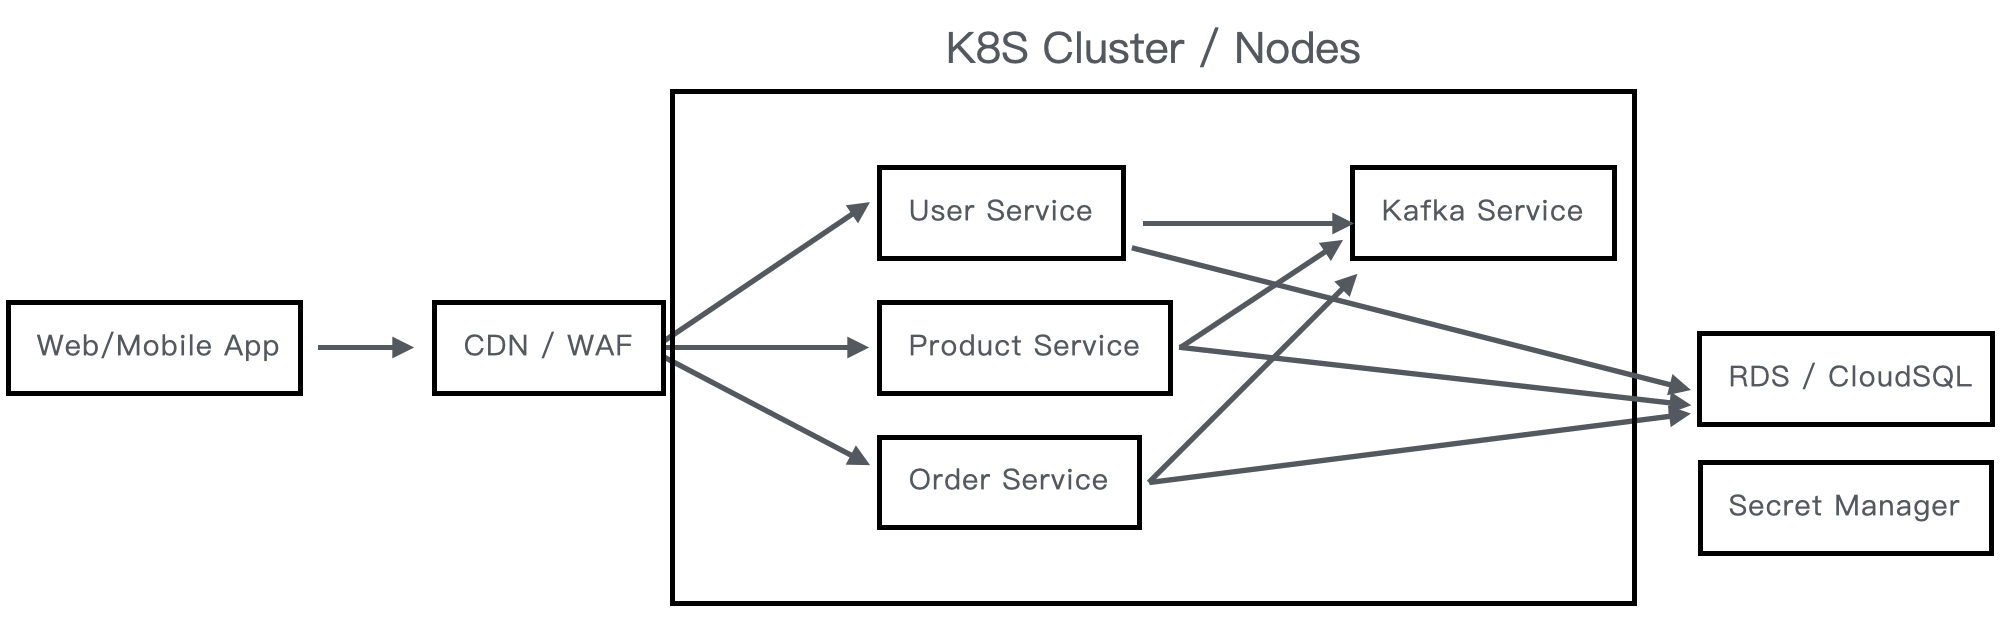 K8S Cluster / Nodes
User Service
Kafka Service
Web/Mobile App
CDN / WAF
Product Service
RDS / CloudSQL
Order Service
Secret Manager